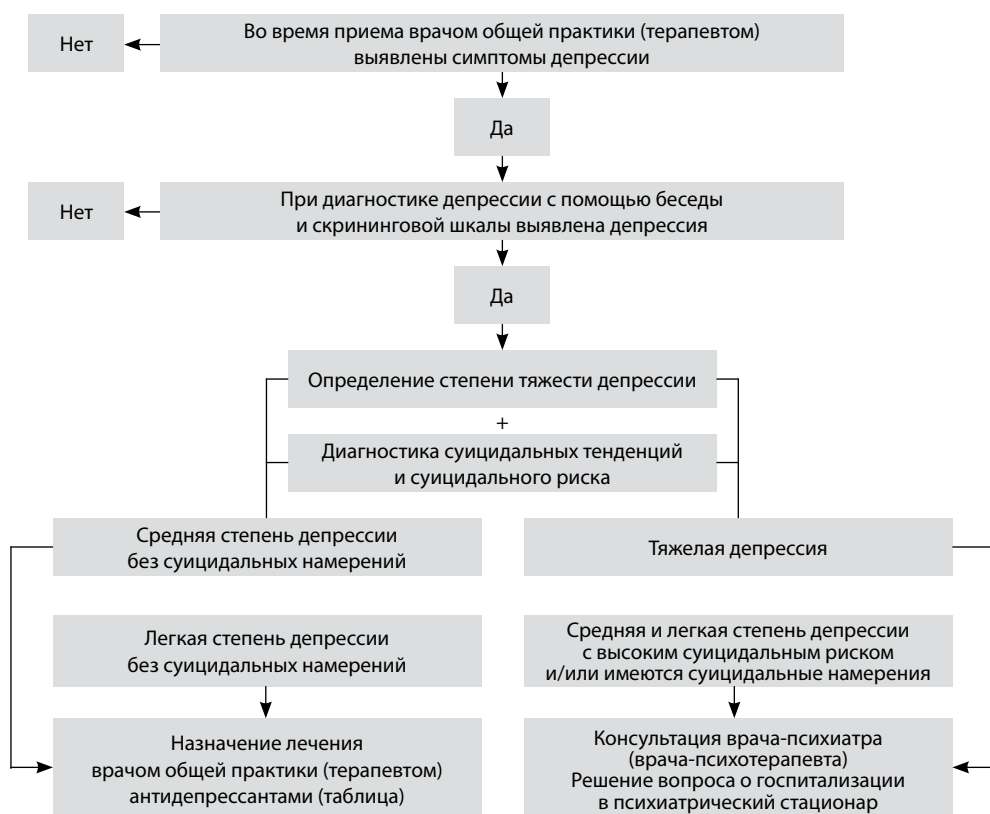 Нет
Во время приема врачом общей практики (терапевтом)
выявлены симптомы депрессии
Да
Нет
При диагностике депрессии с помощью беседы
и скрининговой шкалы выявлена депрессия
Да
Определение степени тяжести депрессии
+
Диагностика суицидальных тенденций
и суицидального риска
Средняя степень депрессии
без суицидальных намерений
Тяжелая депрессия
Легкая степень депрессии
без суицидальных намерений
Средняя и легкая степень депрессии
с высоким суицидальным риском
и/или имеются суицидальные намерения
Назначение лечения
врачом общей практики (терапевтом)
антидепрессантами (таблица)
Консультация врача-психиатра
(врача-психотерапевта)
Решение вопроса о госпитализации
в психиатрический стационар